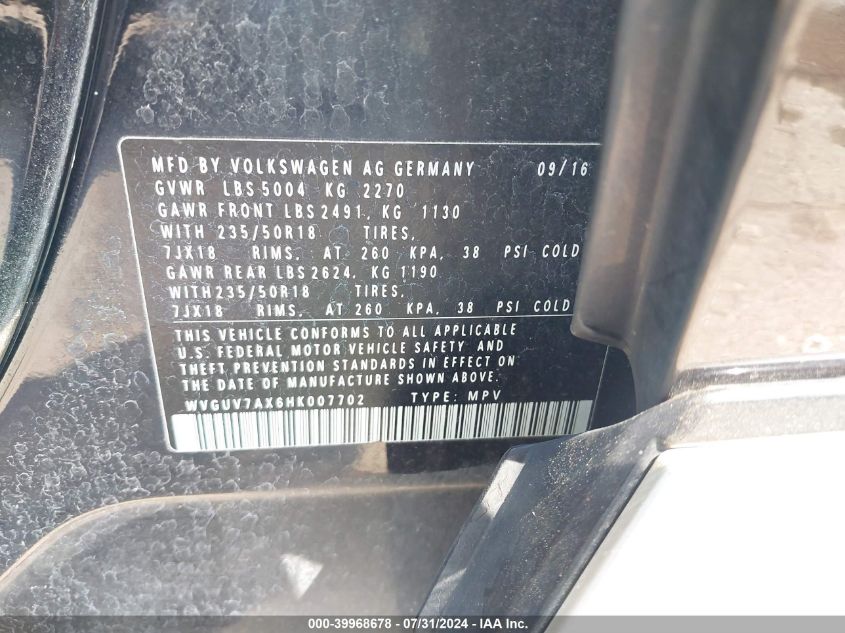 MFD BY VOLKSWAGEN AG GERMANY 09/16
GVWR LBS 5004 KG 2270
GAWR FRONT LBS 2491, KG 1130
WITH 235/50R18 TIRES,
7JX18 RIMS, AT 260 KPA, 38 PSI COLD
GAWR REAR LBS 2624, KG 1190
WITH 235/50R18 TIRES,
7JX18 RIMS, AT 260 KPA, 38 PSI COLD
THIS VEHICLE CONFORMS TO ALL APPLICABLE
U.S. FEDERAL MOTOR VEHICLE SAFETY AND
THEFT PREVENTION STANDARDS IN EFFECT ON
THE DATE OF MANUFACTURE SHOWN ABOVE.
WVGUV7AX6HK007702 TYPE: MPV
000-39968678 - 07/31/2024 - IAA Inc.